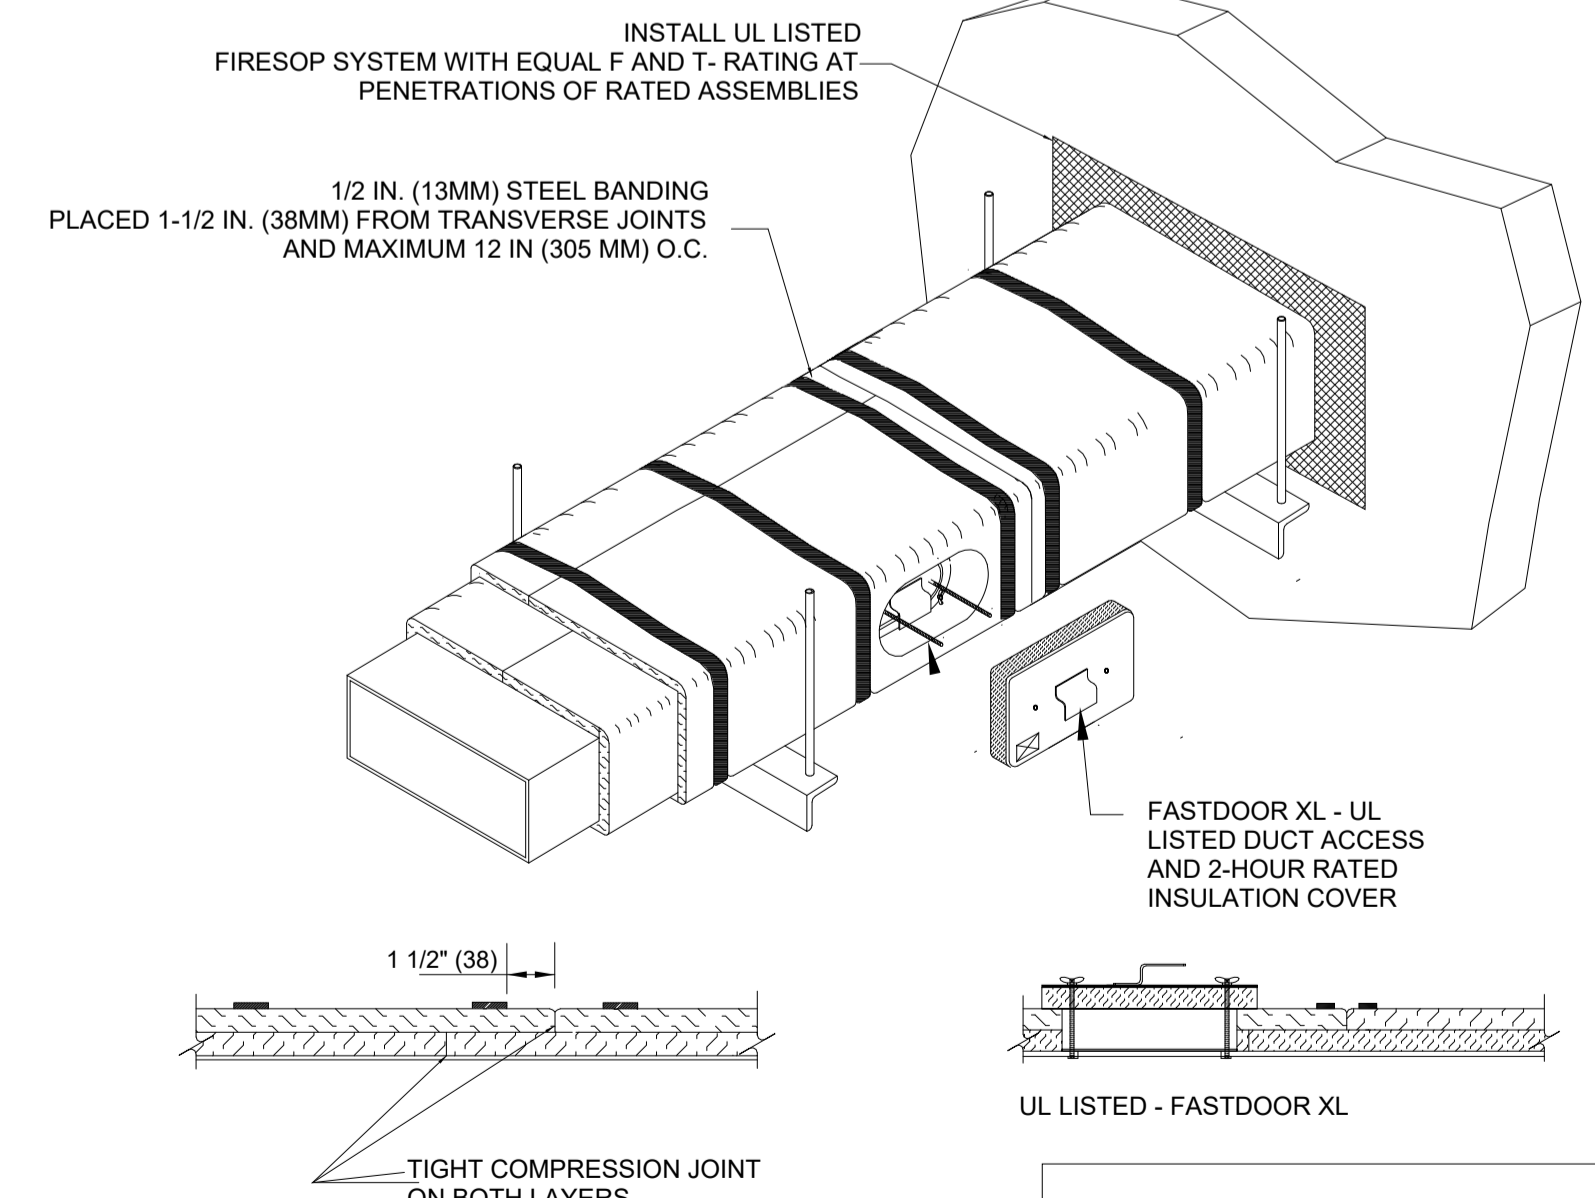 INSTALL UL LISTED
FIRESOP SYSTEM WITH EQUAL F AND T- RATING AT
PENETRATIONS OF RATED ASSEMBLIES
1/2 IN. (13MM) STEEL BANDING
PLACED 1-1/2 IN. (38MM) FROM TRANSVERSE JOINTS
AND MAXIMUM 12 IN (305 MM) O.C.
FASTDOOR XL - UL
LISTED DUCT ACCESS
AND 2-HOUR RATED
INSULATION COVER
1 1/2" (38)
UL LISTED - FASTDOOR XL
TIGHT COMPRESSION JOINT
ON BOTH LAYERS